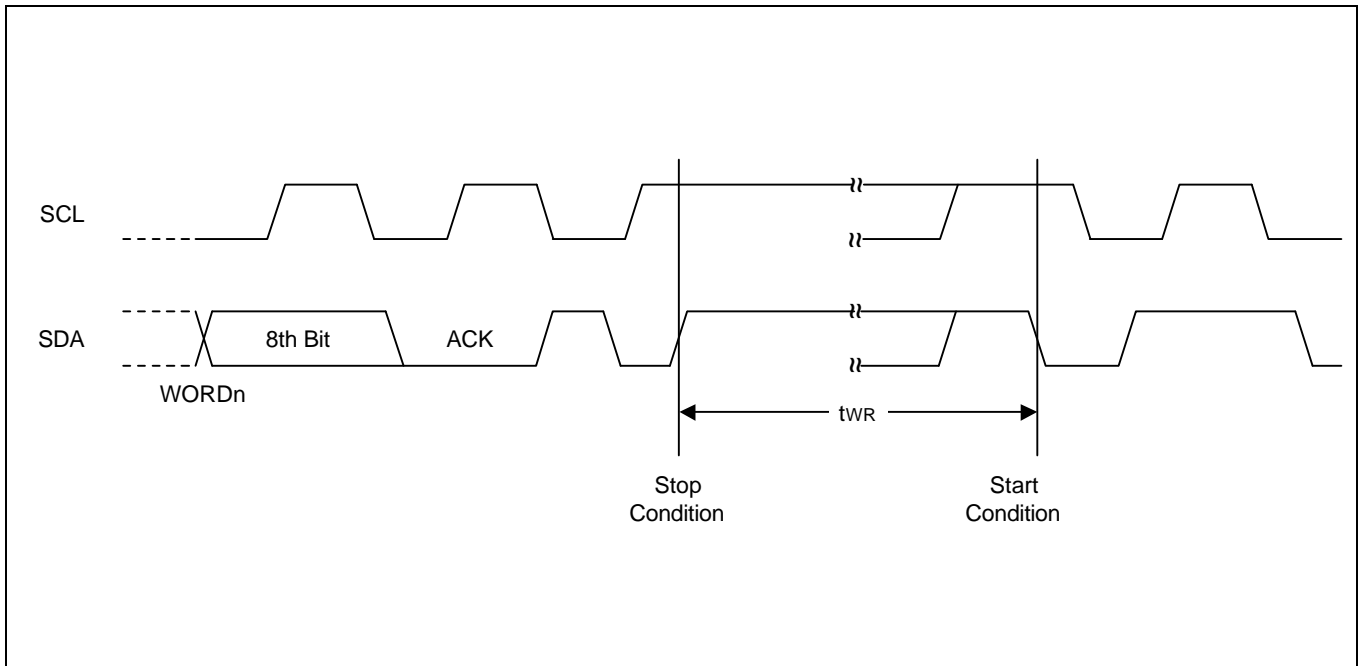 SCL
SDA
8th Bit
ACK
WORDn
tWR
Stop
Condition
Start
Condition